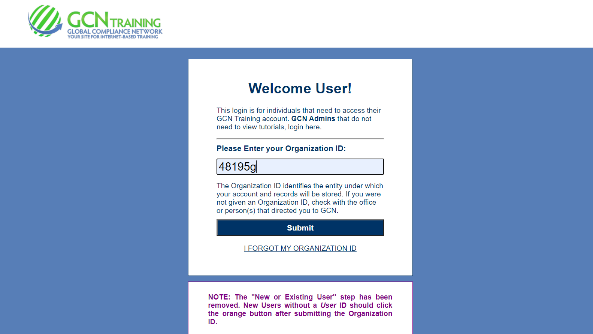 GCN TRAINING
GLOBAL COMPLIANCE NETWORK
YOUR SITE FOR INTERNET-BASED TRAINING
Welcome User!
This login is for individuals that need to access their
GCN Training account. GCN Admins that do not
need to view tutorials, login here.
Please Enter your Organization ID:
48195g
The Organization ID identifies the entity under which
your account and records will be stored. If you were
not given an Organization ID, check with the office
or person(s) that directed you to GCN.
Submit
I FORGOT MY ORGANIZATION ID
NOTE: The "New or Existing User" step has been
removed. New Users without a User ID should click
the orange button after submitting the Organization
ID.